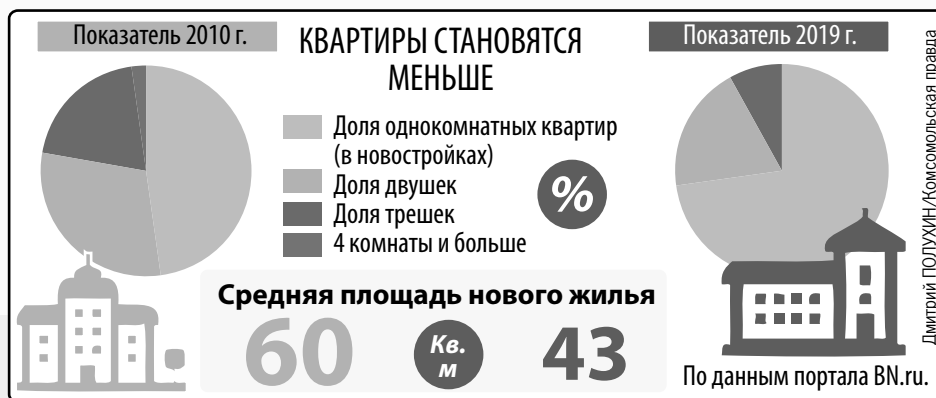 Показатель 2010 г.
КВАРТИРЫ СТАНОВЯТСЯ
МЕНЬШЕ
Показатель 2019 г.
Доля однокомнатных квартир
(в новостройках)
Доля двушек
Доля трешек
4 комнаты и больше
%
Средняя площадь нового жилья
60
Кв.
м
43
По данным портала BN.ru.
Дмитрий ПОЛУХИН/Комсомольская правда